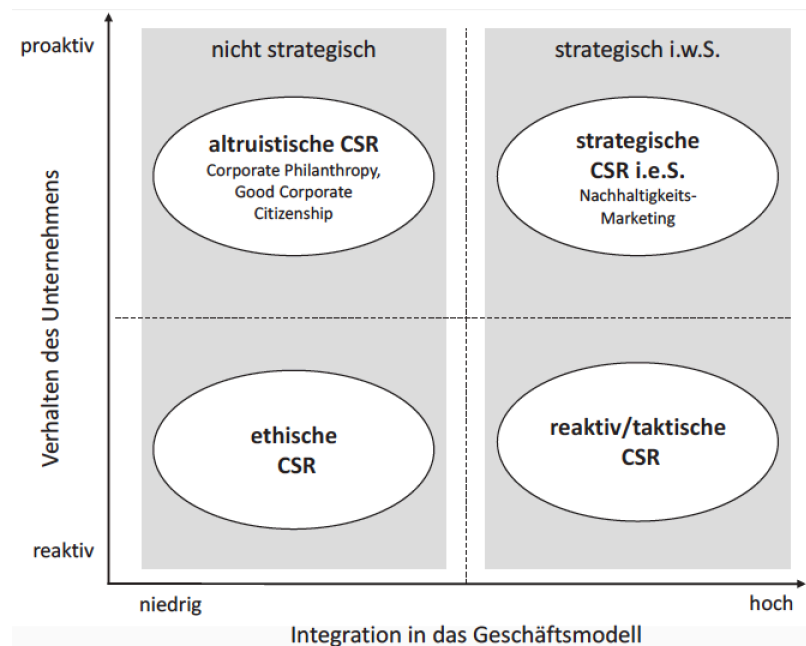 proaktiv
nicht strategisch
strategisch i.w.S.
altruistische CSR
Corporate Philanthropy,
Good Corporate
Citizenship
strategische
CSR i.e.S.
Nachhaltigkeits-
Marketing
Verhalten des Unternehmens
ethische
CSR
reaktiv/taktische
CSR
reaktiv
niedrig
hoch
Integration in das Geschäftsmodell